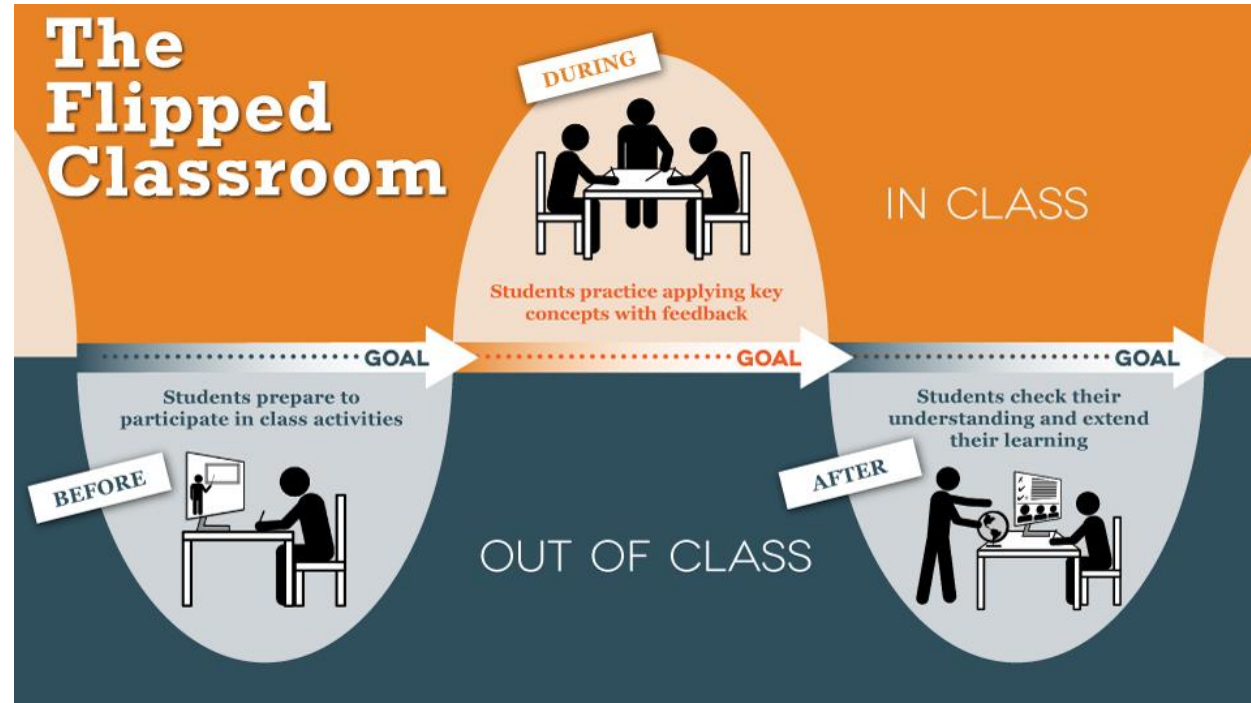 The
Flipped
Classroom
DURING
IN CLASS
Students practice applying key
concepts with feedback
GOAL
GOAL
GOAL
Students prepare to
participate in class activities
BEFORE
Students check their
understanding and extend
their learning
AFTER
OUT OF CLASS